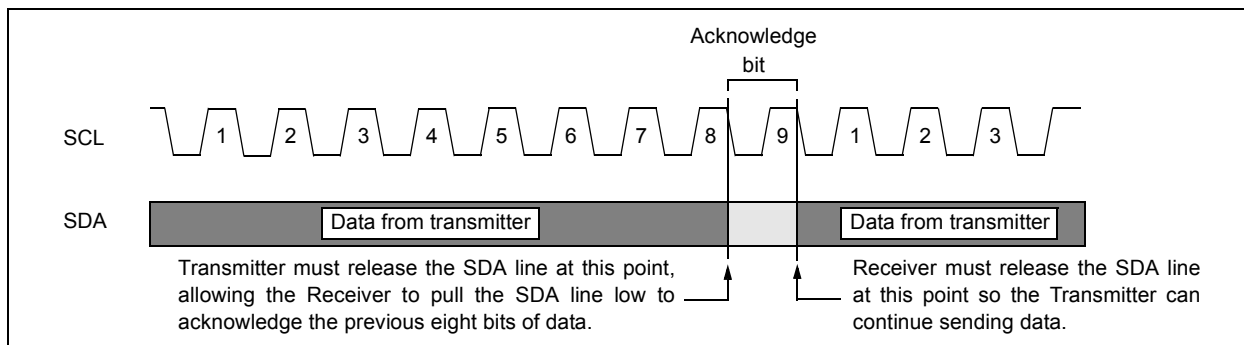 Acknowledge
bit
SCL 1 2 3 4 5 6 7 8 9 1 2 3
SDA Data from transmitter Data from transmitter
Transmitter must release the SDA line at this point,
allowing the Receiver to pull the SDA line low to
acknowledge the previous eight bits of data.
Receiver must release the SDA line
at this point so the Transmitter can
continue sending data.